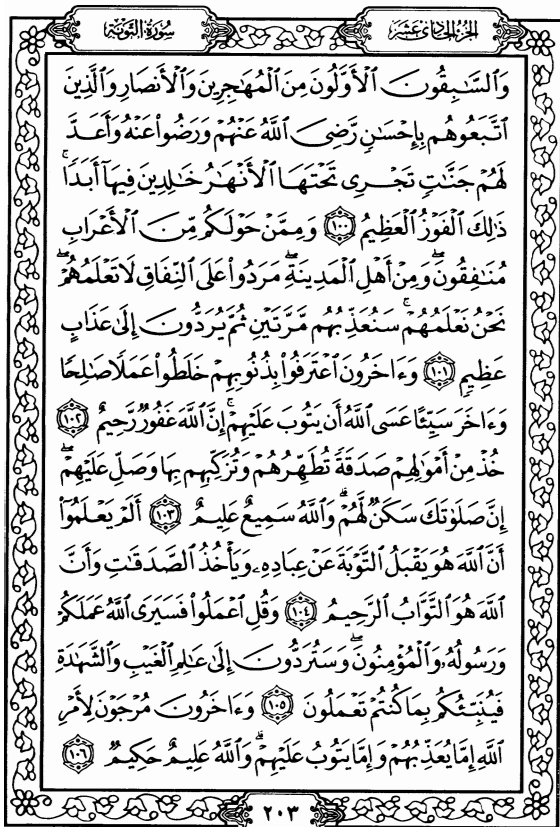 الجزء الحادي عشر
سورة التوبة
وَالسَّٰبِقُونَ ٱلْأَوَّلُونَ مِنَ ٱلْمُهَٰجِرِينَ وَٱلْأَنصَارِ وَٱلَّذِينَ
ٱتَّبَعُوهُم بِإِحْسَٰنٍ رَّضِىَ ٱللَّهُ عَنْهُمْ وَرَضُوا۟ عَنْهُ وَأَعَدَّ
لَهُمْ جَنَّٰتٍ تَجْرِى تَحْتَهَا ٱلْأَنْهَٰرُ خَٰلِدِينَ فِيهَآ أَبَدًا ۚ
ذَٰلِكَ ٱلْفَوْزُ ٱلْعَظِيمُ ١٠٠ وَمِمَّنْ حَوْلَكُم مِّنَ ٱلْأَعْرَابِ
مُنَٰفِقُونَ ۖ وَمِنْ أَهْلِ ٱلْمَدِينَةِ ۖ مَرَدُوا۟ عَلَى ٱلنِّفَاقِ لَا تَعْلَمُهُمْ ۖ
نَحْنُ نَعْلَمُهُمْ ۚ سَنُعَذِّبُهُم مَّرَّتَيْنِ ثُمَّ يُرَدُّونَ إِلَىٰ عَذَابٍ
عَظِيمٍ ١٠١ وَءَاخَرُونَ ٱعْتَرَفُوا۟ بِذُنُوبِهِمْ خَلَطُوا۟ عَمَلًا صَٰلِحًا
وَءَاخَرَ سَيِّئًا عَسَى ٱللَّهُ أَن يَتُوبَ عَلَيْهِمْ ۚ إِنَّ ٱللَّهَ غَفُورٌ رَّحِيمٌ ١٠٢
خُذْ مِنْ أَمْوَٰلِهِمْ صَدَقَةً تُطَهِّرُهُمْ وَتُزَكِّيهِم بِهَا وَصَلِّ عَلَيْهِمْ ۖ
إِنَّ صَلَوٰتَكَ سَكَنٌ لَّهُمْ ۗ وَٱللَّهُ سَمِيعٌ عَلِيمٌ ١٠٣ أَلَمْ يَعْلَمُوٓا۟
أَنَّ ٱللَّهَ هُوَ يَقْبَلُ ٱلتَّوْبَةَ عَنْ عِبَادِهِۦ وَيَأْخُذُ ٱلصَّدَقَٰتِ وَأَنَّ
ٱللَّهَ هُوَ ٱلتَّوَّابُ ٱلرَّحِيمُ ١٠٤ وَقُلِ ٱعْمَلُوا۟ فَسَيَرَى ٱللَّهُ عَمَلَكُمْ
وَرَسُولُهُۥ وَٱلْمُؤْمِنُونَ ۖ وَسَتُرَدُّونَ إِلَىٰ عَٰلِمِ ٱلْغَيْبِ وَٱلشَّهَٰدَةِ
فَيُنَبِّئُكُم بِمَا كُنتُمْ تَعْمَلُونَ ١٠٥ وَءَاخَرُونَ مُرْجَوْنَ لِأَمْرِ
ٱللَّهِ إِمَّا يُعَذِّبُهُمْ وَإِمَّا يَتُوبُ عَلَيْهِمْ ۗ وَٱللَّهُ عَلِيمٌ حَكِيمٌ ١٠٦
٢٠٣